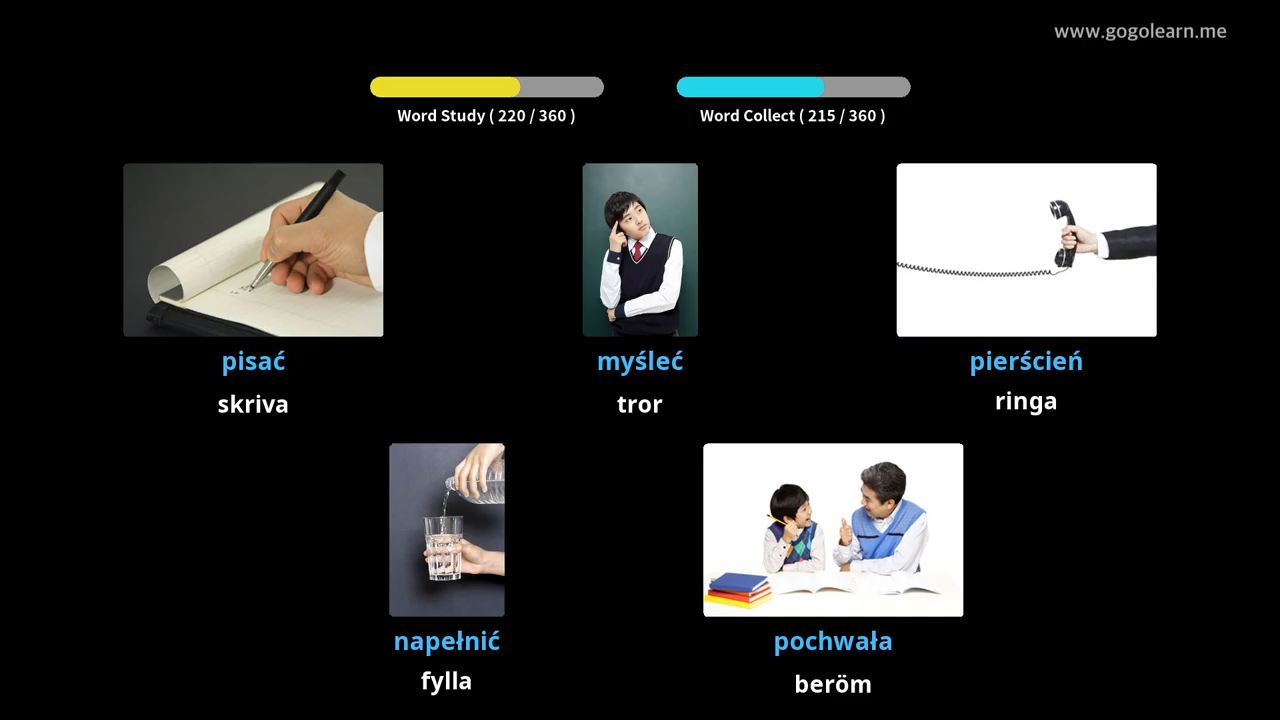 www.gogolearn.me
Word Study ( 220 / 360 )
Word Collect ( 215 / 360 )
pisać
myśleć
pierścień
skriva
tror
ringa
napełnić
pochwała
fylla
beröm